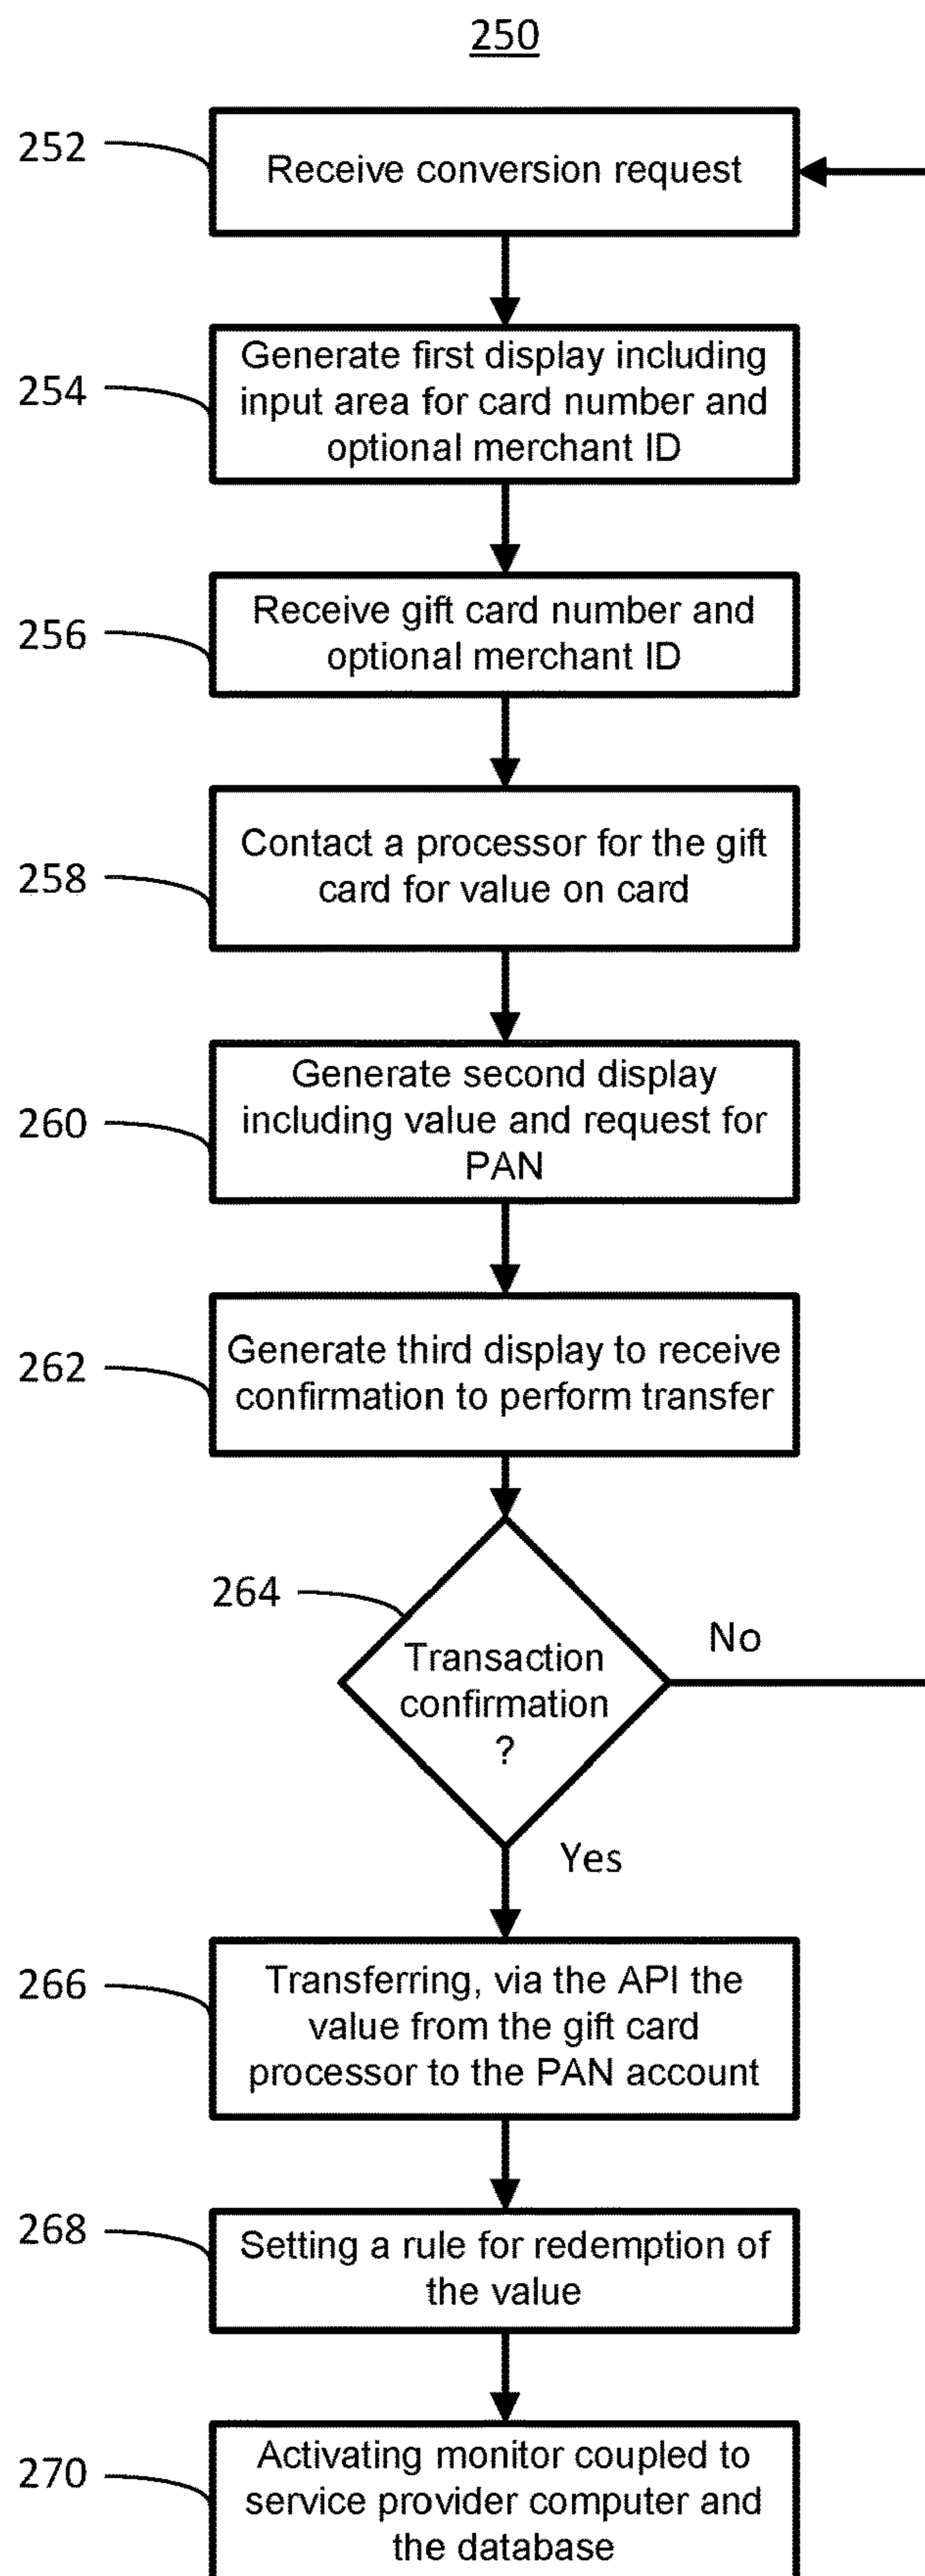 250
252
Receive conversion request
254
Generate first display including
input area for card number and
optional merchant ID
256
Receive gift card number and
optional merchant ID
258
Contact a processor for the gift
card for value on card
260
Generate second display
including value and request for
PAN
262
Generate third display to receive
confirmation to perform transfer
264
Transaction
confirmation
?
No
Yes
266
Transferring, via the API the
value from the gift card
processor to the PAN account
268
Setting a rule for redemption of
the value
270
Activating monitor coupled to
service provider computer and
the database